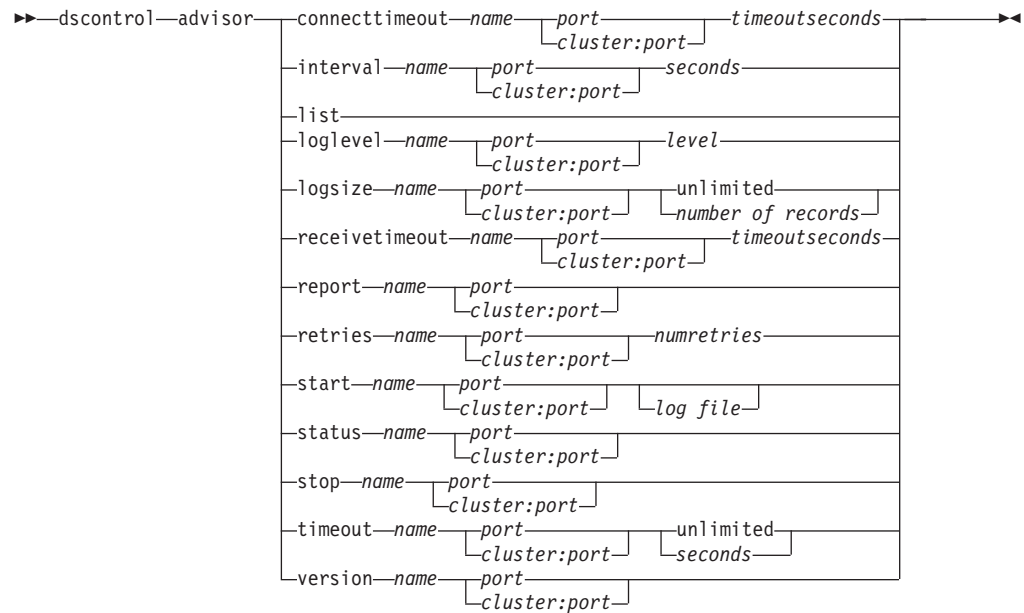 dscontrol advisor connecttimeout name port timeoutseconds
cluster:port
interval name port seconds
cluster:port
list
loglevel name port level
cluster:port
logsize name port unlimited
cluster:port number of records
receivetimeout name port timeoutseconds
cluster:port
report name port
cluster:port
retries name port numretries
cluster:port
start name port
cluster:port log file
status name port
cluster:port
stop name port
cluster:port
timeout name port unlimited
cluster:port seconds
version name port
cluster:port